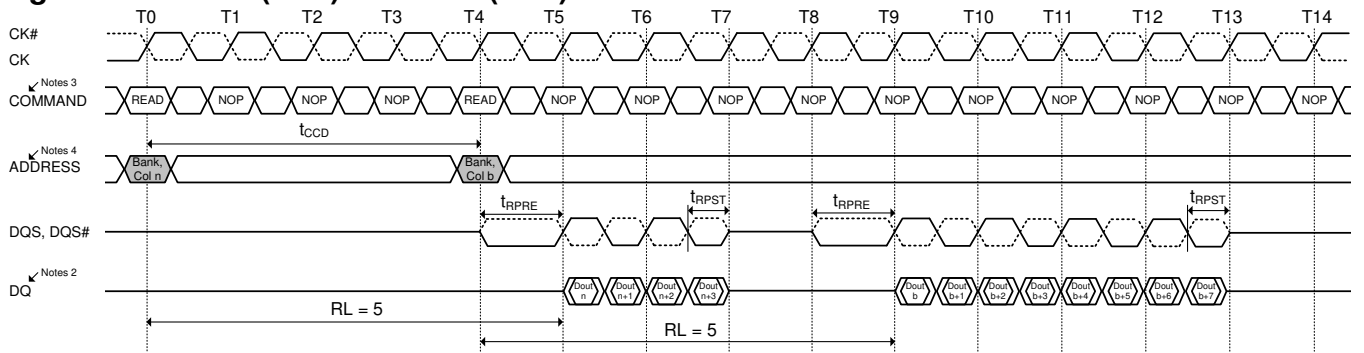 T0 T1 T2 T3 T4 T5 T6 T7 T8 T9 T10 T11 T12 T13 T14
CK#
CK
Notes 3
COMMAND READ NOP NOP NOP READ NOP NOP NOP NOP NOP NOP NOP NOP NOP NOP
tCCD
Notes 4
ADDRESS
Bank, Col n
Bank, Col b
tRPRE tRPST tRPRE tRPST
DQS, DQS#
Notes 2
DQ
Dout n
Dout n+1
Dout n+2
Dout n+3
Dout b
Dout b+1
Dout b+2
Dout b+3
Dout b+4
Dout b+5
Dout b+6
Dout b+7
RL = 5
RL = 5